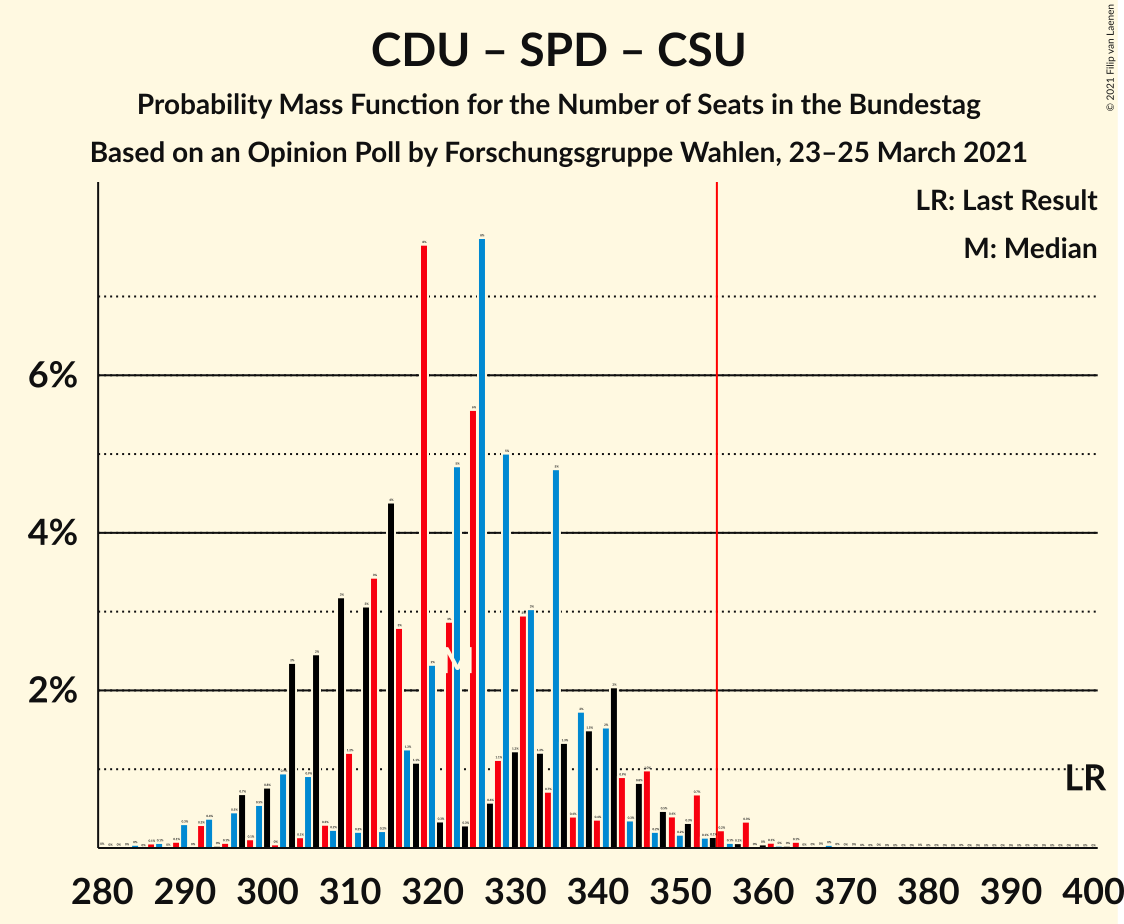 CDU – SPD – CSU
Probability Mass Function for the Number of Seats in the Bundestag
Based on an Opinion Poll by Forschungsgruppe Wahlen, 23–25 March 2021
© 2021 Filip van Laenen
LR: Last Result
M: Median
6%
4%
2%
M
LR
280 290 300 310 320 330 340 350 360 370 380 390 400